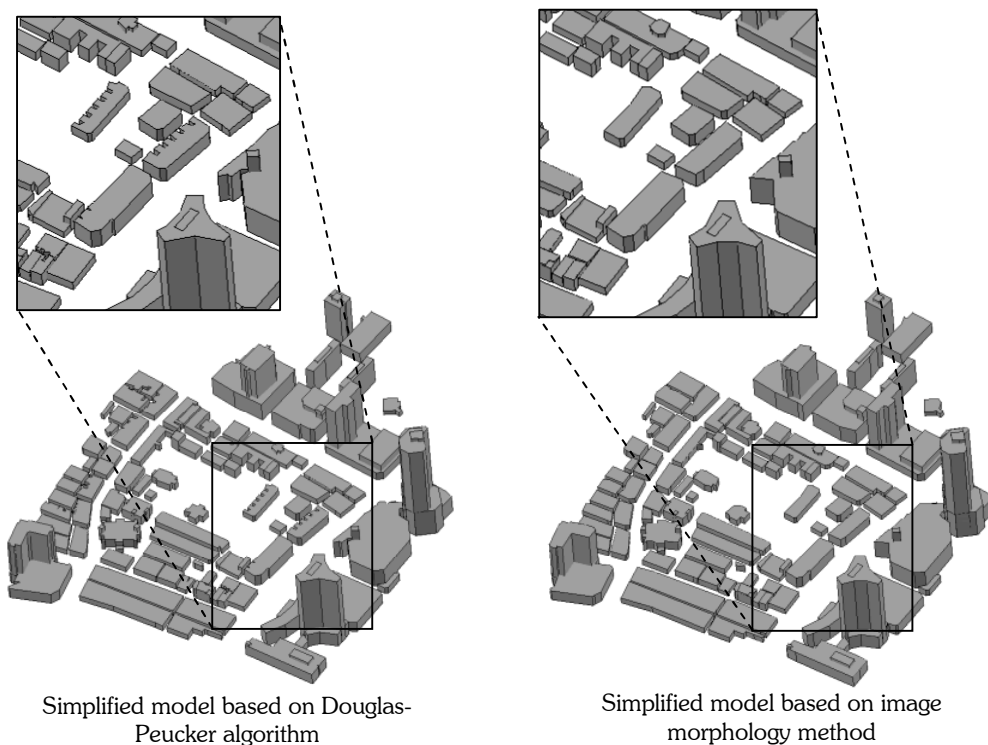 Simplified model based on Douglas-
Peucker algorithm
Simplified model based on image
morphology method